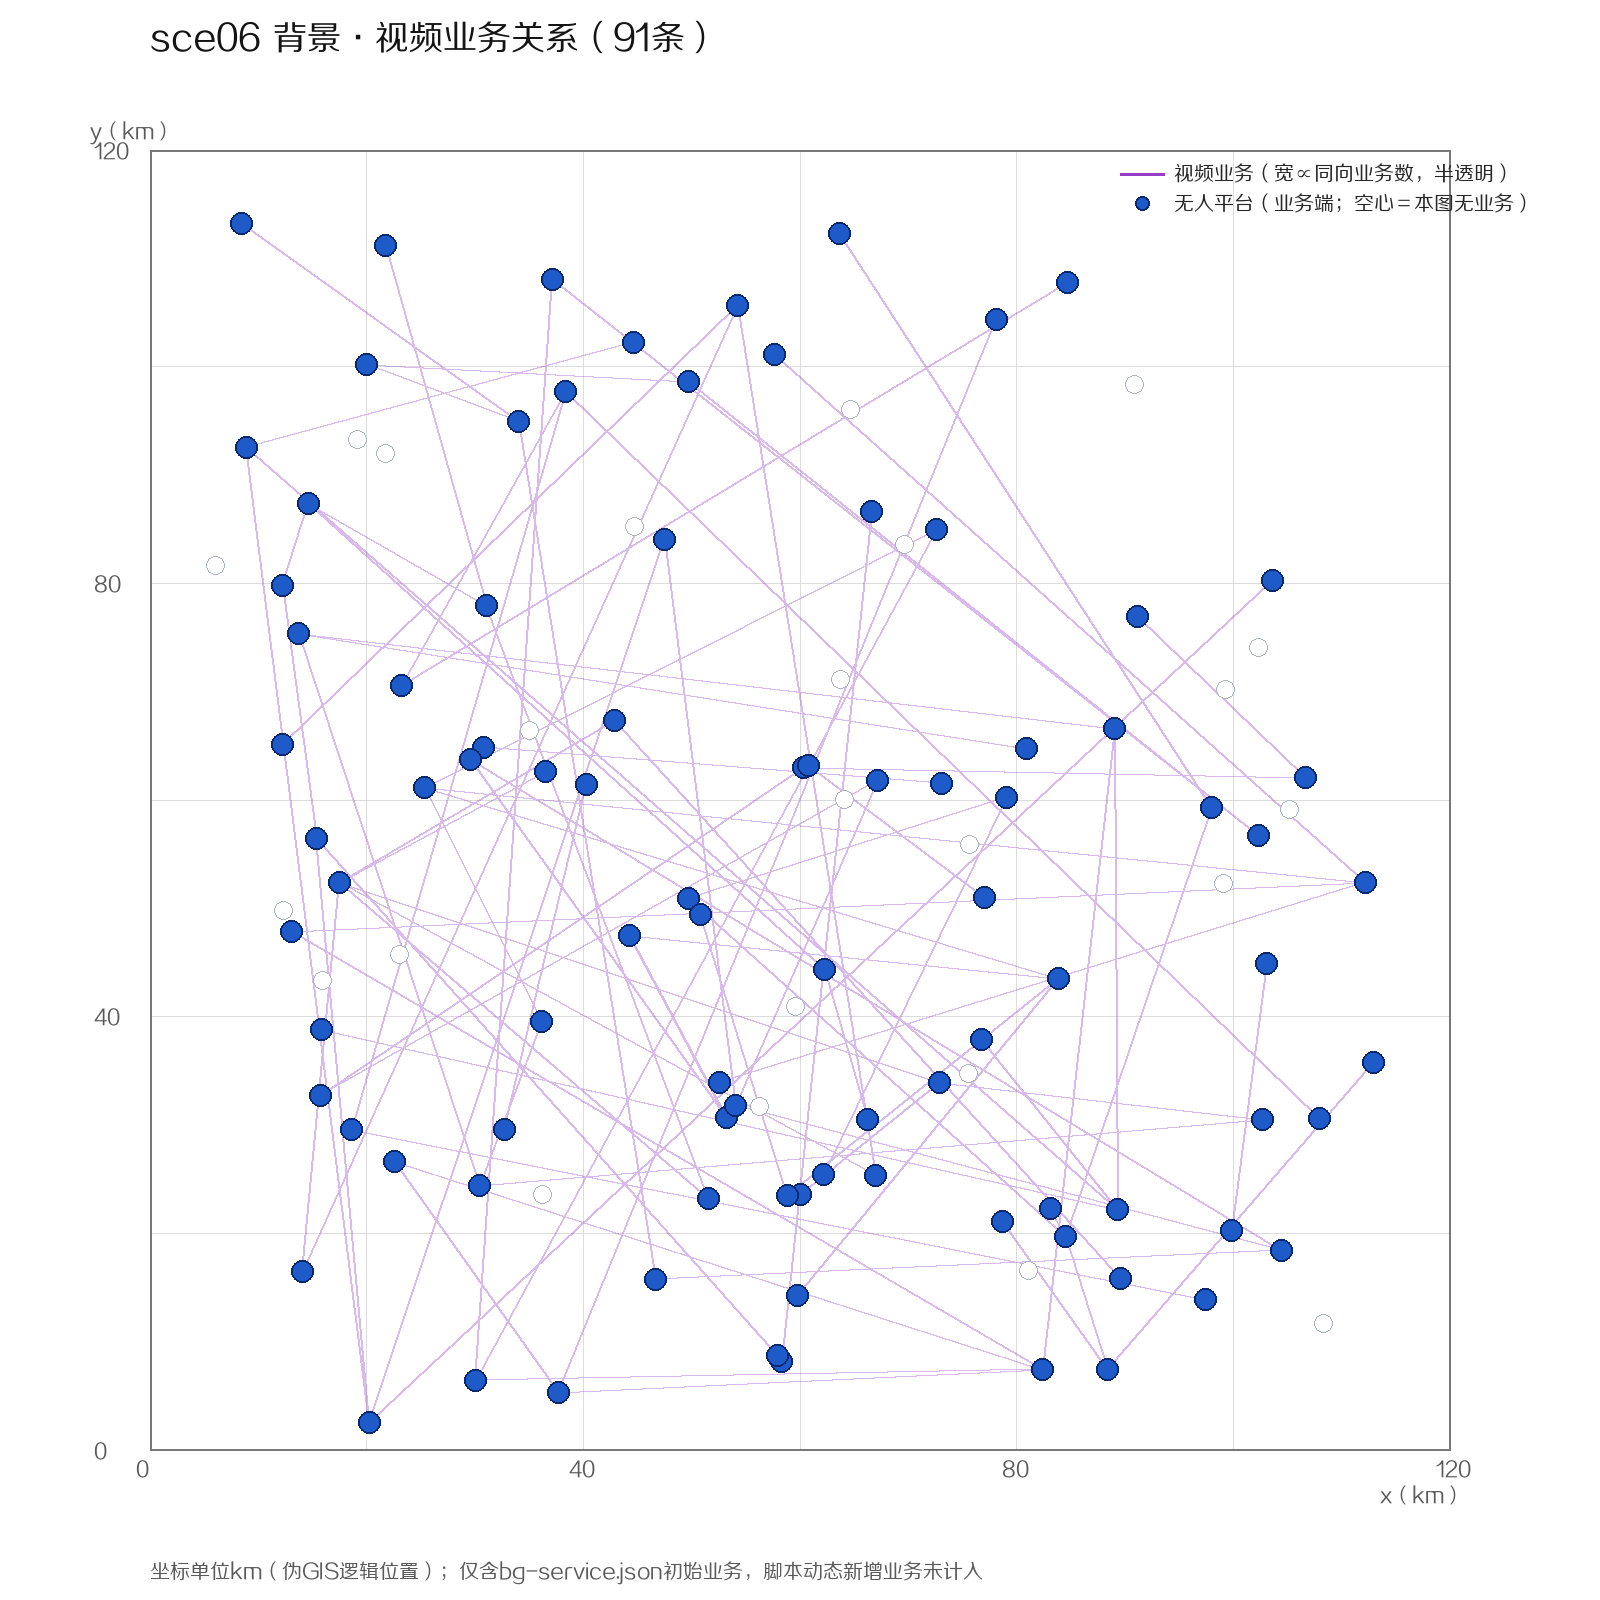 sce06 背景 · 视频业务关系（91条）
y（km）
120
视频业务（宽∝同向业务数，半透明）
无人平台（业务端；空心＝本图无业务）
80
40
0
0 40 80 120
x（km）
坐标单位km（伪GIS逻辑位置）；仅含bg-service.json初始业务，脚本动态新增业务未计入